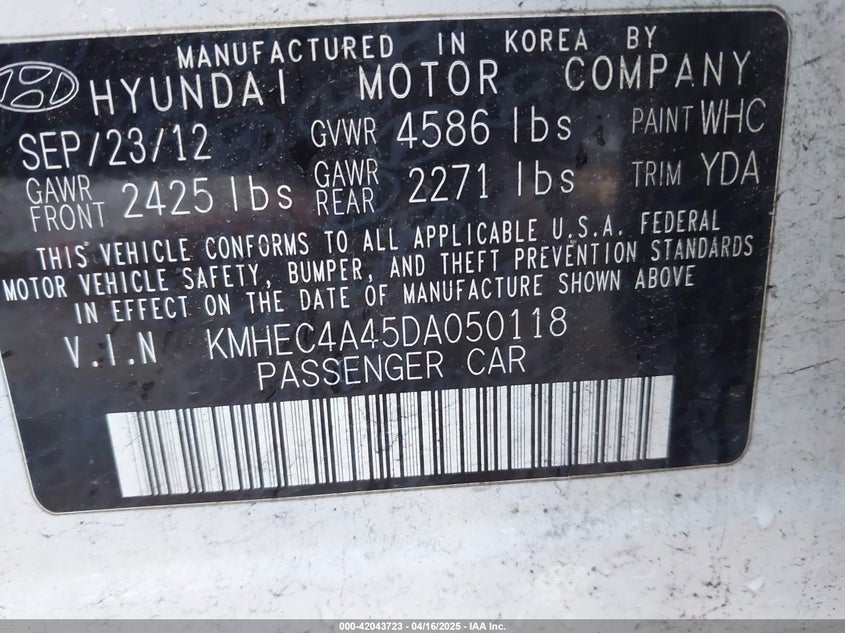 MANUFACTURED IN KOREA BY
HYUNDAI MOTOR COMPANY
SEP/23/12 GVWR 4586 lbs PAINT WHC
GAWR FRONT 2425 lbs GAWR REAR 2271 lbs TRIM YDA
THIS VEHICLE CONFORMS TO ALL APPLICABLE U.S.A. FEDERAL
MOTOR VEHICLE SAFETY, BUMPER, AND THEFT PREVENTION STANDARDS
IN EFFECT ON THE DATE OF MANUFACTURE SHOWN ABOVE
V.I.N KMHEC4A45DA050118
PASSENGER CAR
000-42043723 - 04/16/2025 - IAA Inc.